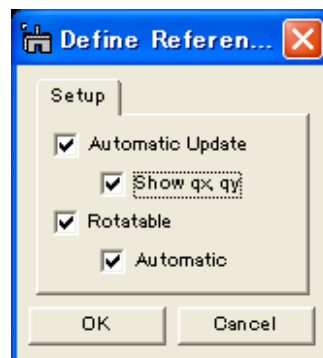 Define Referen...
Setup
Automatic Update
Show qx, qy
Rotatable
Automatic
OK
Cancel